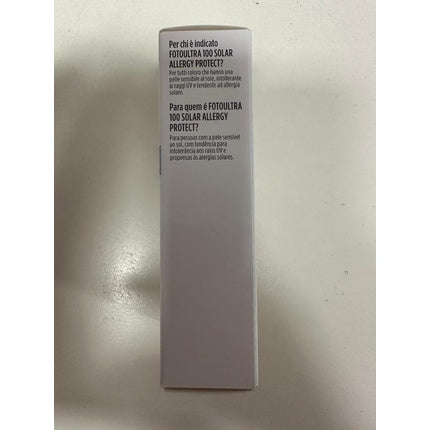 Per chi è indicato
FOTOULTRA 100 SOLAR
ALLERGY PROTECT?
Per tutti coloro che hanno una
pelle sensibile al sole, intollerante
ai raggi UV e tendente ad allergia
solare.
Para quem é FOTOULTRA
100 SOLAR ALLERGY
PROTECT?
Para pessoas com a pele sensível
ao sol, com tendência para
intolerância aos raios UV e
propensas às alergias solares.